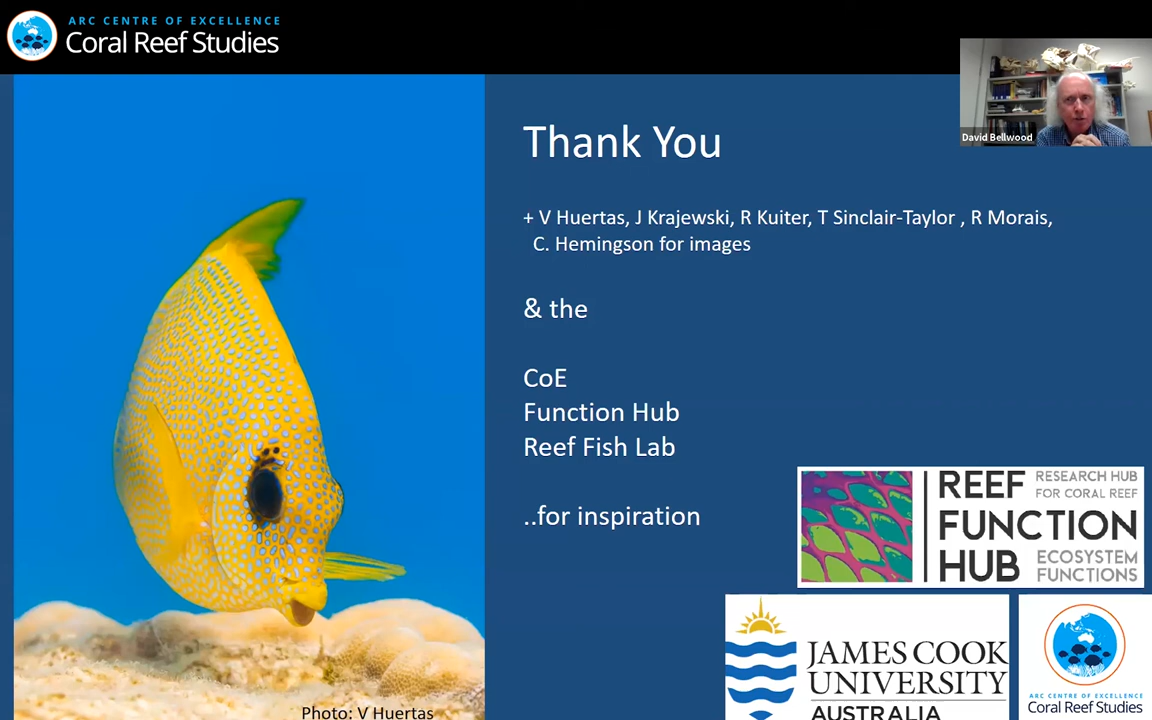 ARC CENTRE OF EXCELLENCE
Coral Reef Studies
David Bellwood
Thank You
+ V Huertas, J Krajewski, R Kuiter, T Sinclair-Taylor , R Morais,
C. Hemingson for images
& the
CoE
Function Hub
Reef Fish Lab
..for inspiration
REEF
RESEARCH HUB
FOR CORAL REEF
FUNCTION
HUB
ECOSYSTEM
FUNCTIONS
JAMES COOK
UNIVERSITY
AUSTRALIA
ARC CENTRE OF EXCELLENCE
Coral Reef Studies
Photo: V Huertas